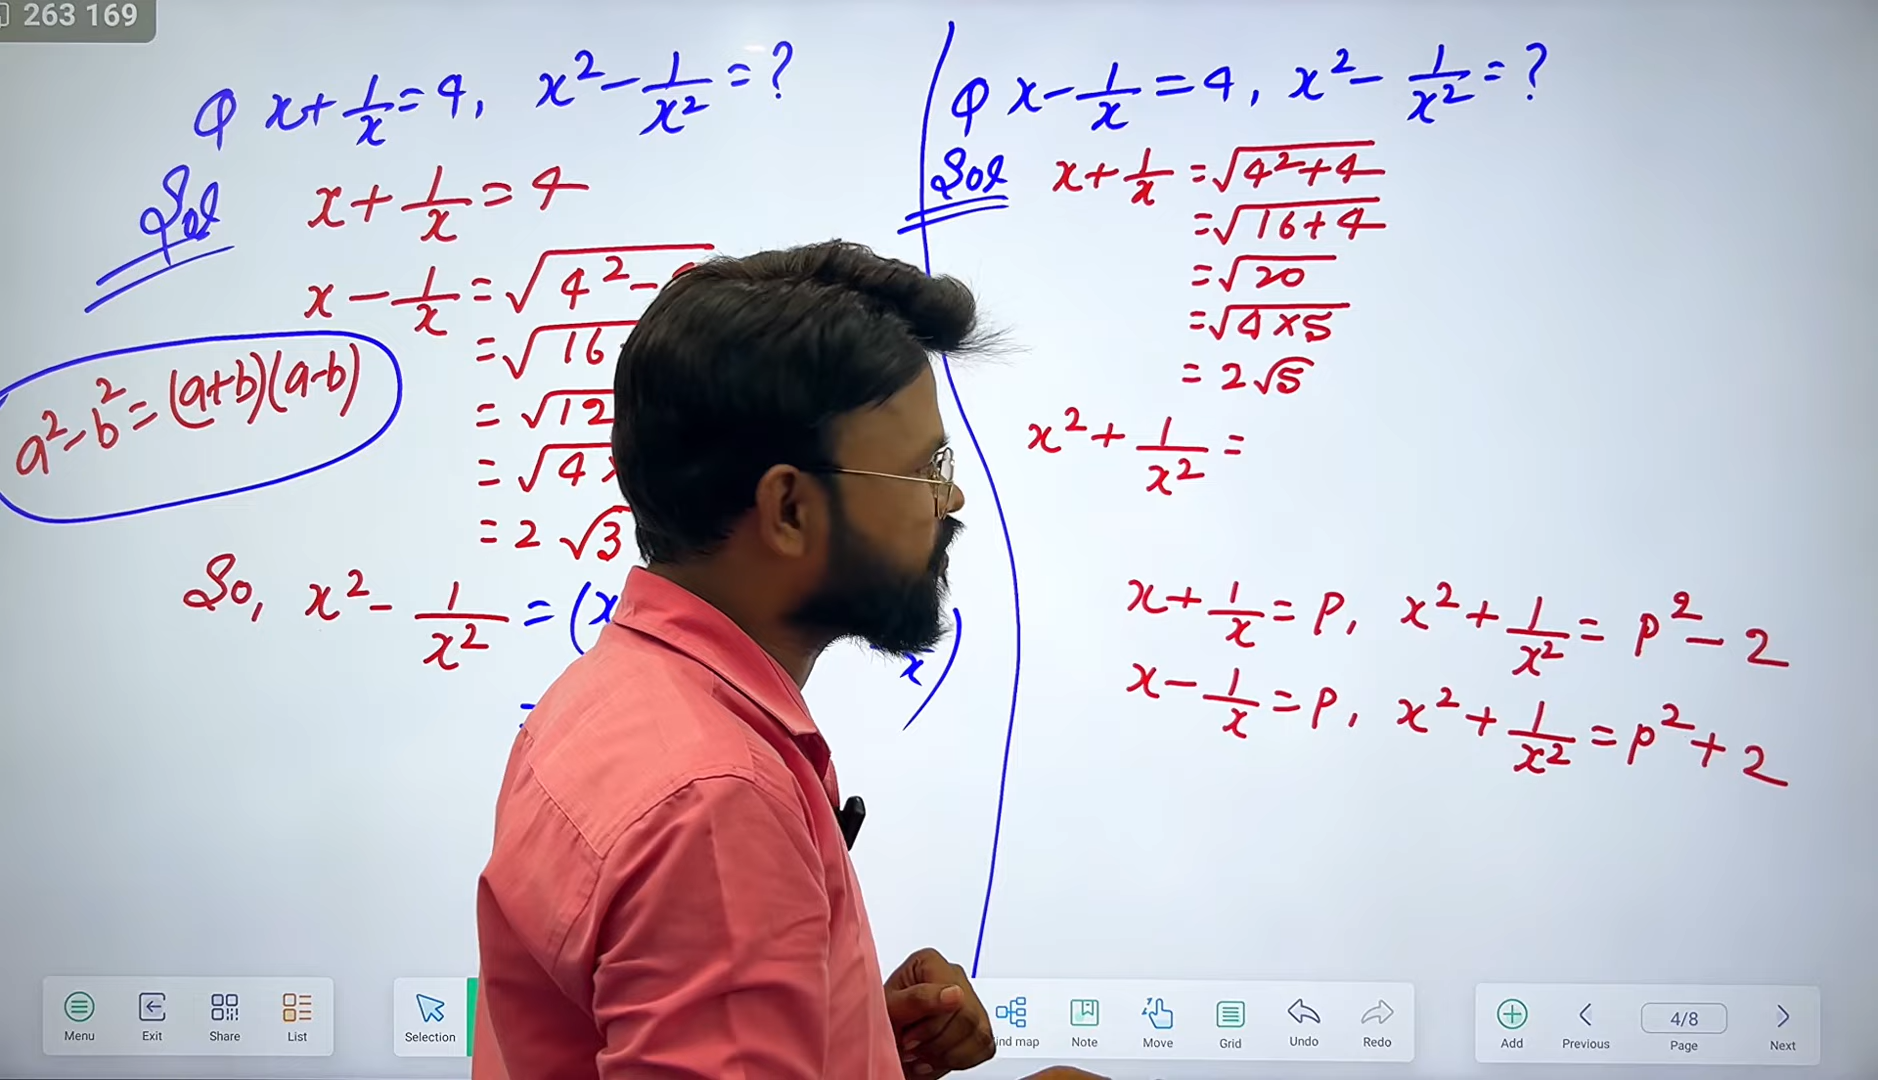 263 169
Q x + 1/x = 4, x² - 1/x² = ?
Sol x + 1/x = 4
x - 1/x = √4² -
= √16
= √12
= √4
= 2√3
a² - b² = (a+b)(a-b)
So, x² - 1/x² = (x
x )
=
Q x - 1/x = 4, x² - 1/x² = ?
Sol x + 1/x = √4² + 4
= √16 + 4
= √20
= √4 × 5
= 2√5
x² + 1/x² =
x + 1/x = P, x² + 1/x² = P² - 2
x - 1/x = P, x² + 1/x² = P² + 2
Menu Exit Share List Selection ind map Note Move Grid Undo Redo Add Previous 4/8 Page Next